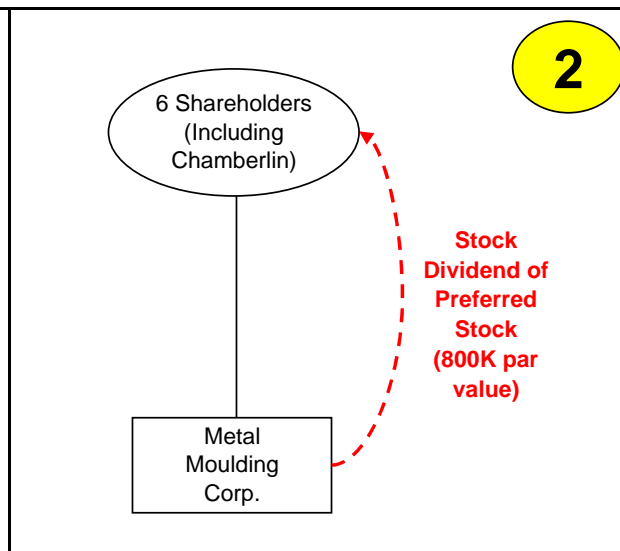 2
6 Shareholders
(Including
Chamberlin)
Stock
Dividend of
Preferred
Stock
(800K par
value)
Metal
Moulding
Corp.